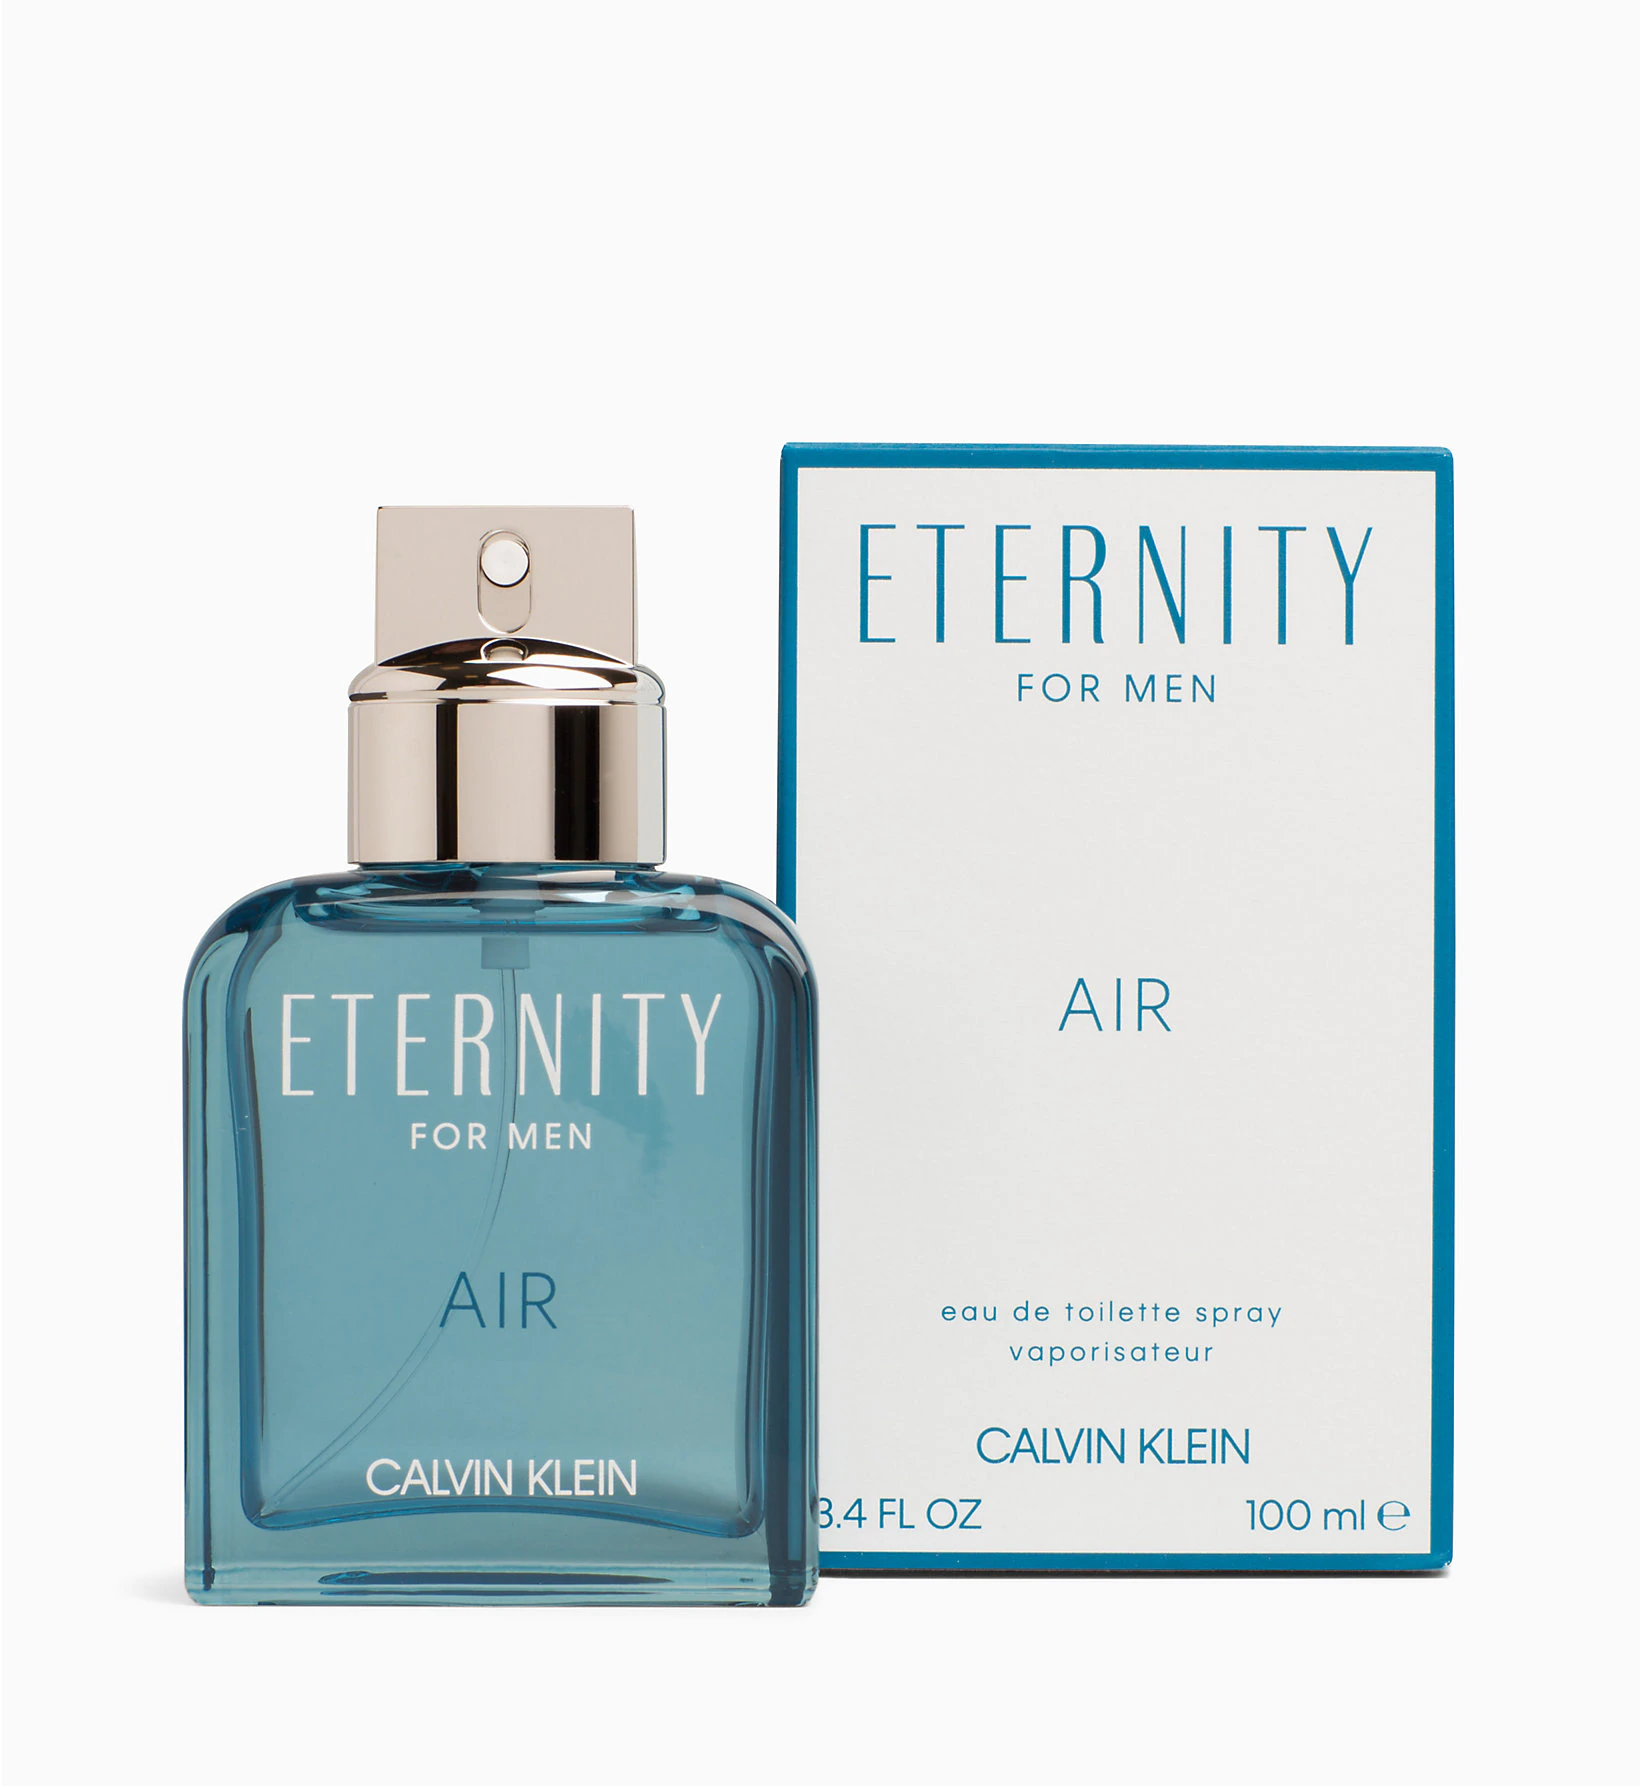 ETERNITY
FOR MEN
AIR
CALVIN KLEIN
ETERNITY
FOR MEN
AIR
eau de toilette spray
vaporisateur
CALVIN KLEIN
3.4 FL OZ 100 ml ℮